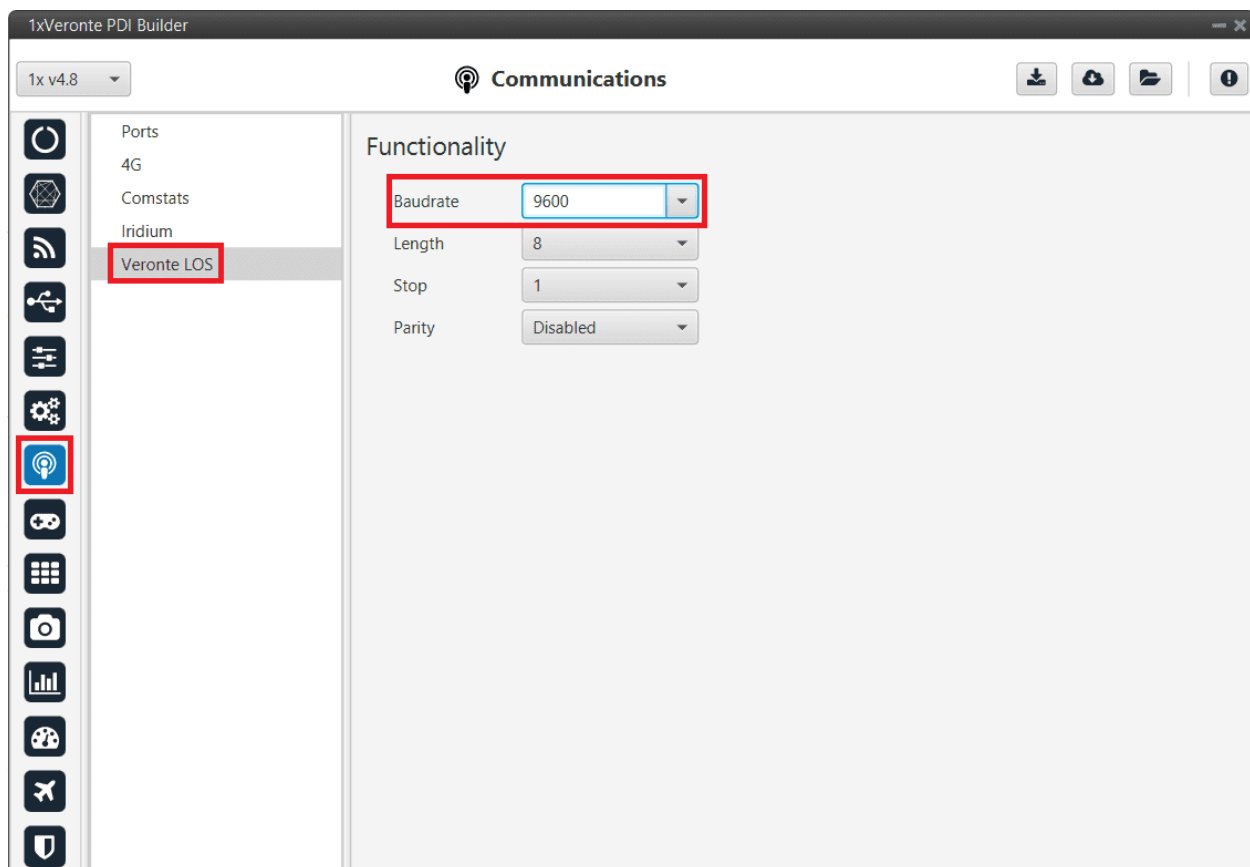 1xVeronte PDI Builder
1x v4.8
Communications
Ports
4G
Comstats
Iridium
Veronte LOS
Functionality
Baudrate 9600
Length 8
Stop 1
Parity Disabled